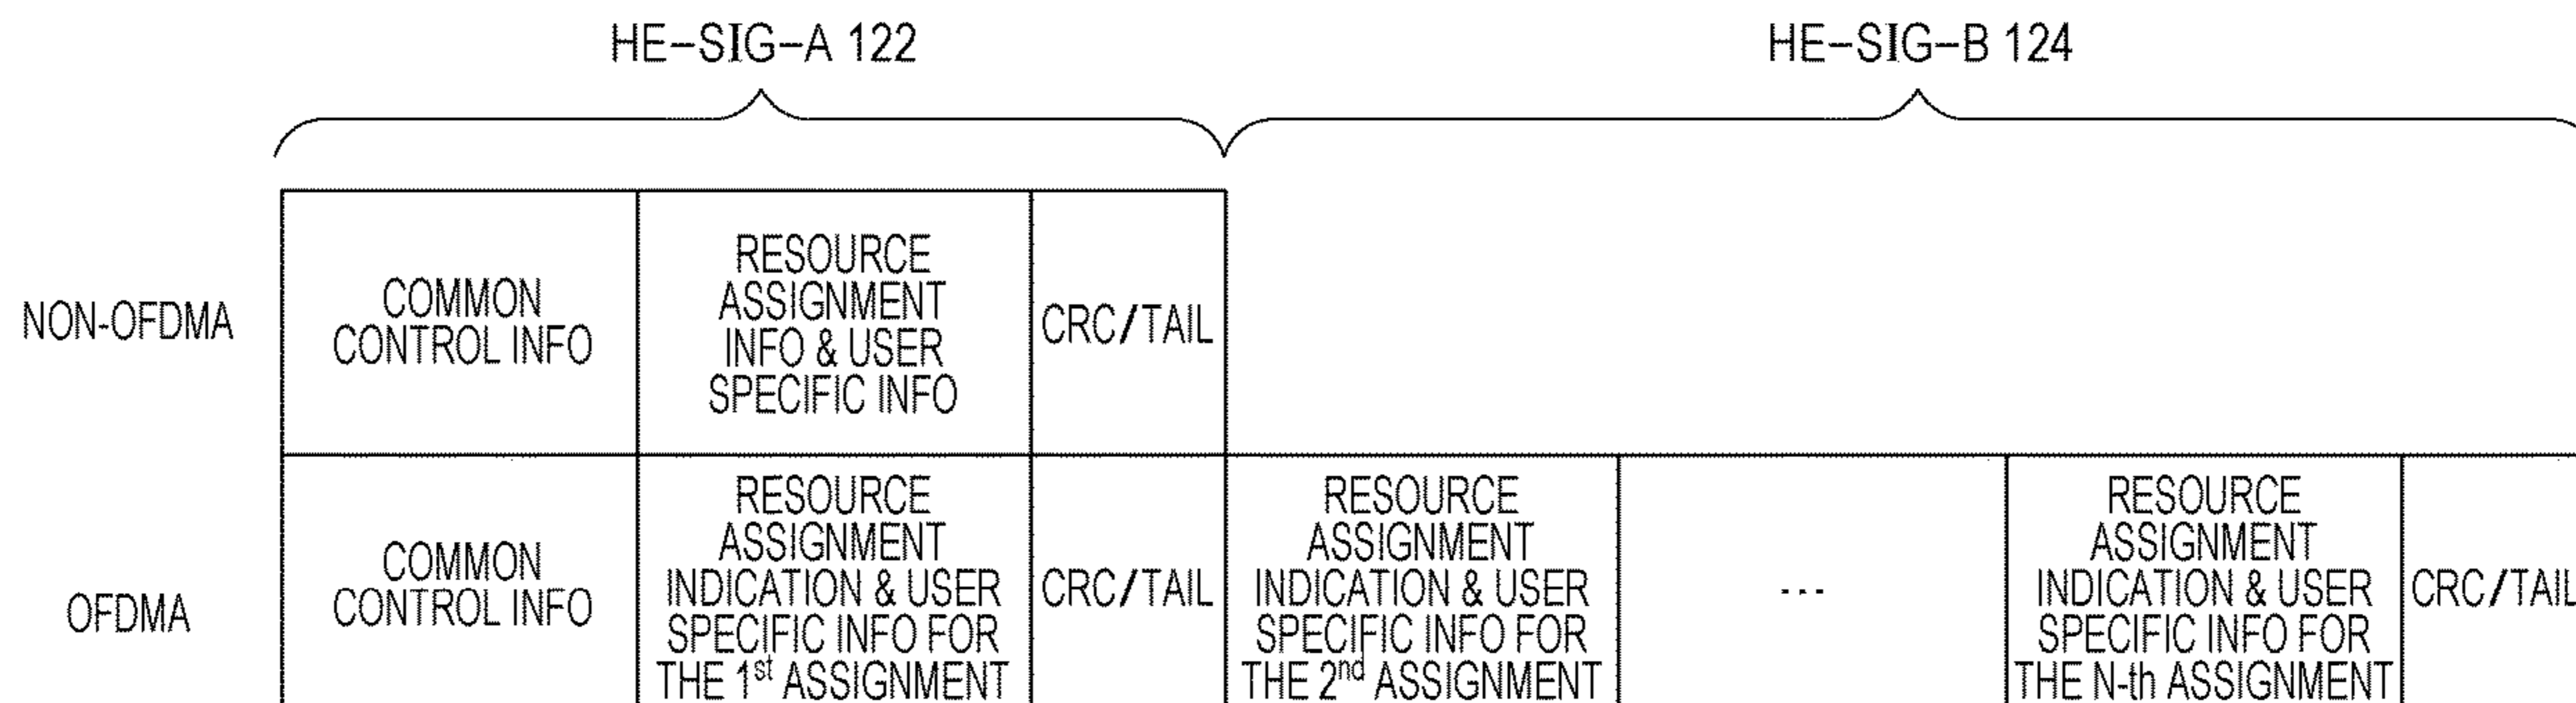 HE–SIG–A 122
HE–SIG–B 124
NON-OFDMA
COMMON
CONTROL INFO
RESOURCE
ASSIGNMENT
INFO & USER
SPECIFIC INFO
CRC/TAIL
OFDMA
COMMON
CONTROL INFO
RESOURCE
ASSIGNMENT
INDICATION & USER
SPECIFIC INFO FOR
THE 1st ASSIGNMENT
CRC/TAIL
RESOURCE
ASSIGNMENT
INDICATION & USER
SPECIFIC INFO FOR
THE 2nd ASSIGNMENT
...
RESOURCE
ASSIGNMENT
INDICATION & USER
SPECIFIC INFO FOR
THE N-th ASSIGNMENT
CRC/TAIL